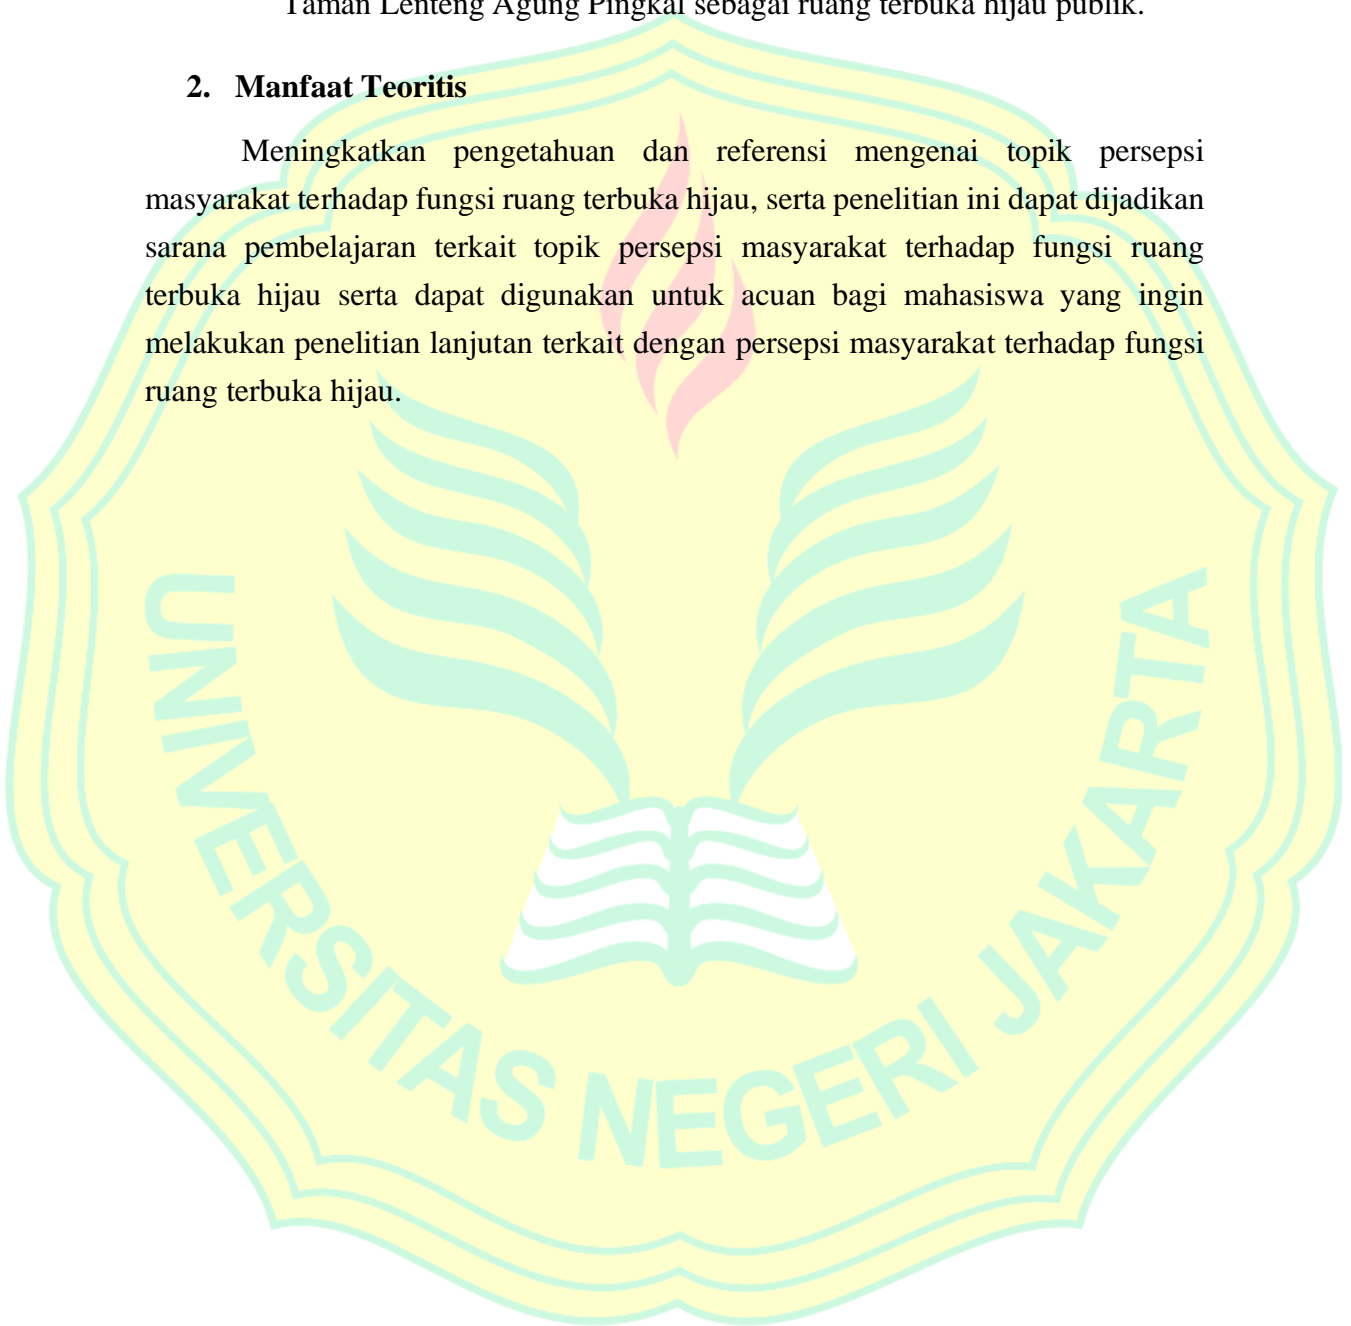 Taman Lenteng Agung Pingkal sebagai ruang terbuka hijau publik.
2. Manfaat Teoritis
Meningkatkan pengetahuan dan referensi mengenai topik persepsi
masyarakat terhadap fungsi ruang terbuka hijau, serta penelitian ini dapat dijadikan
sarana pembelajaran terkait topik persepsi masyarakat terhadap fungsi ruang
terbuka hijau serta dapat digunakan untuk acuan bagi mahasiswa yang ingin
melakukan penelitian lanjutan terkait dengan persepsi masyarakat terhadap fungsi
ruang terbuka hijau.
UNIVERSITAS NEGERI JAKARTA